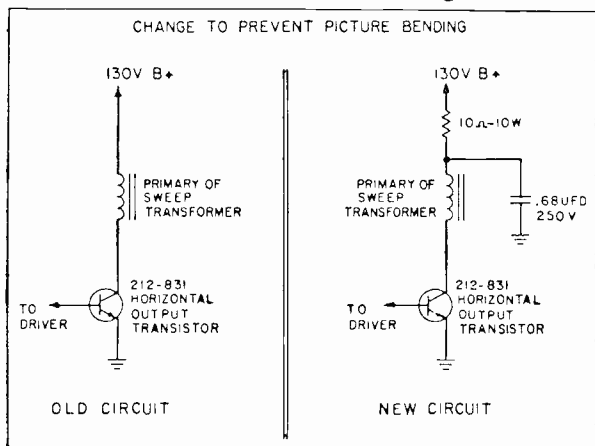 CHANGE TO PREVENT PICTURE BENDING
130V B+
PRIMARY OF
SWEEP
TRANSFORMER
212-831
HORIZONTAL
OUTPUT
TRANSISTOR
TO
DRIVER
OLD CIRCUIT
130V B+
10Ω-10W
PRIMARY OF
SWEEP
TRANSFORMER
.68UFD
250V
212-831
HORIZONTAL
OUTPUT
TRANSISTOR
TO
DRIVER
NEW CIRCUIT